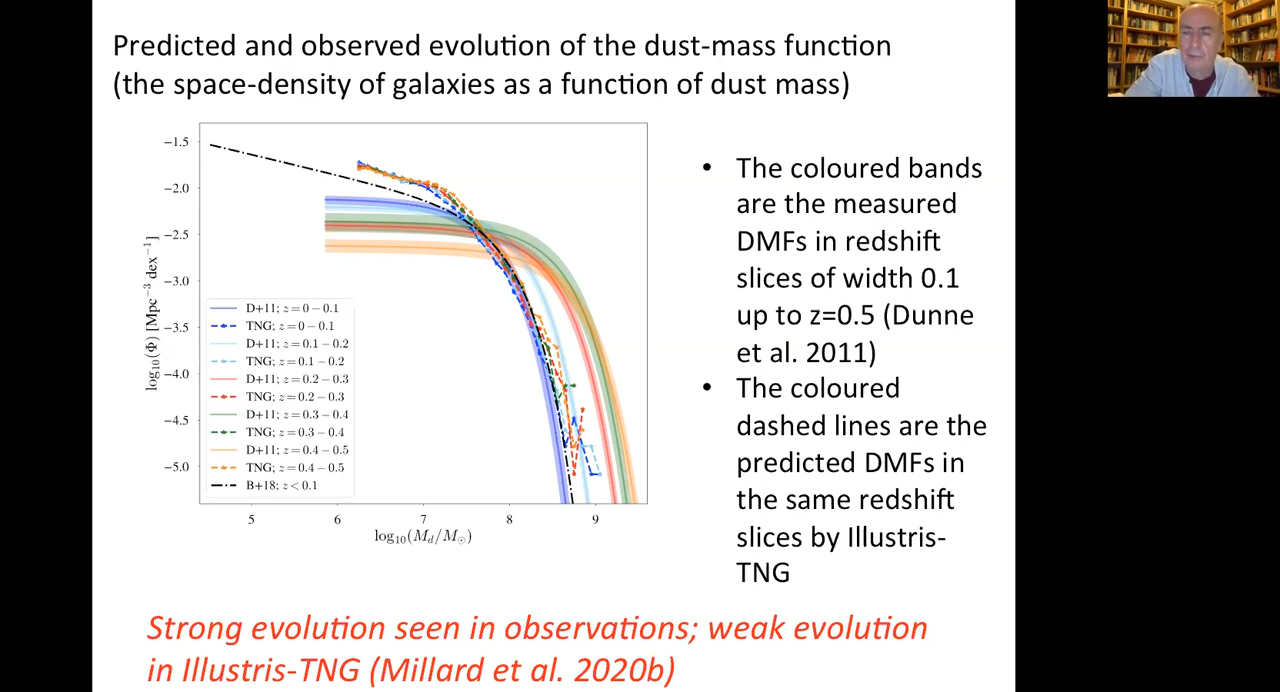 Predicted and observed evolution of the dust-mass function
(the space-density of galaxies as a function of dust mass)
−1.5
−2.0
−2.5
−3.0
−3.5
−4.0
−4.5
−5.0
log₁₀(Φ) [Mpc⁻³ dex⁻¹]
D+11; z = 0 − 0.1
TNG; z = 0 − 0.1
D+11; z = 0.1 − 0.2
TNG; z = 0.1 − 0.2
D+11; z = 0.2 − 0.3
TNG; z = 0.2 − 0.3
D+11; z = 0.3 − 0.4
TNG; z = 0.3 − 0.4
D+11; z = 0.4 − 0.5
TNG; z = 0.4 − 0.5
B+18; z < 0.1
5 6 7 8 9
log₁₀(M_d/M_☉)
• The coloured bands
are the measured
DMFs in redshift
slices of width 0.1
up to z=0.5 (Dunne
et al. 2011)
• The coloured
dashed lines are the
predicted DMFs in
the same redshift
slices by Illustris-
TNG
Strong evolution seen in observations; weak evolution
in Illustris-TNG (Millard et al. 2020b)